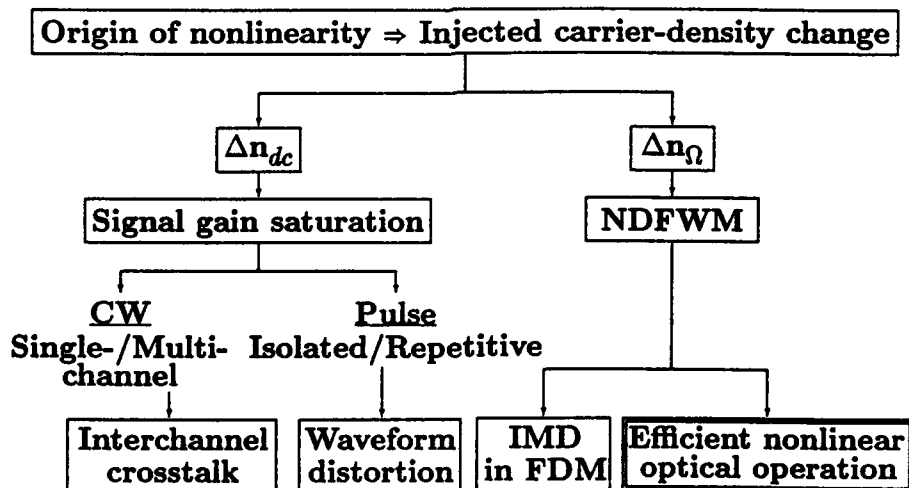 Origin of nonlinearity ⇒ Injected carrier-density change
Δn_dc
Δn_Ω
Signal gain saturation
NDFWM
CW
Single-/Multi-
channel
Pulse
Isolated/Repetitive
Interchannel
crosstalk
Waveform
distortion
IMD
in FDM
Efficient nonlinear
optical operation